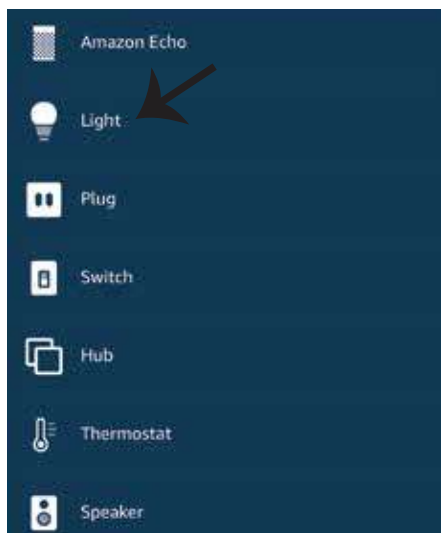 Amazon Echo
Light
Plug
Switch
Hub
Thermostat
Speaker